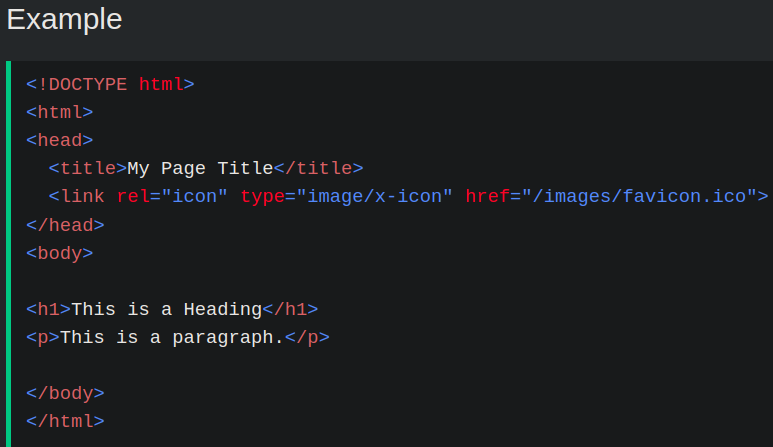 Example
<!DOCTYPE html>
<html>
<head>
  <title>My Page Title</title>
  <link rel="icon" type="image/x-icon" href="/images/favicon.ico">
</head>
<body>

<h1>This is a Heading</h1>
<p>This is a paragraph.</p>

</body>
</html>